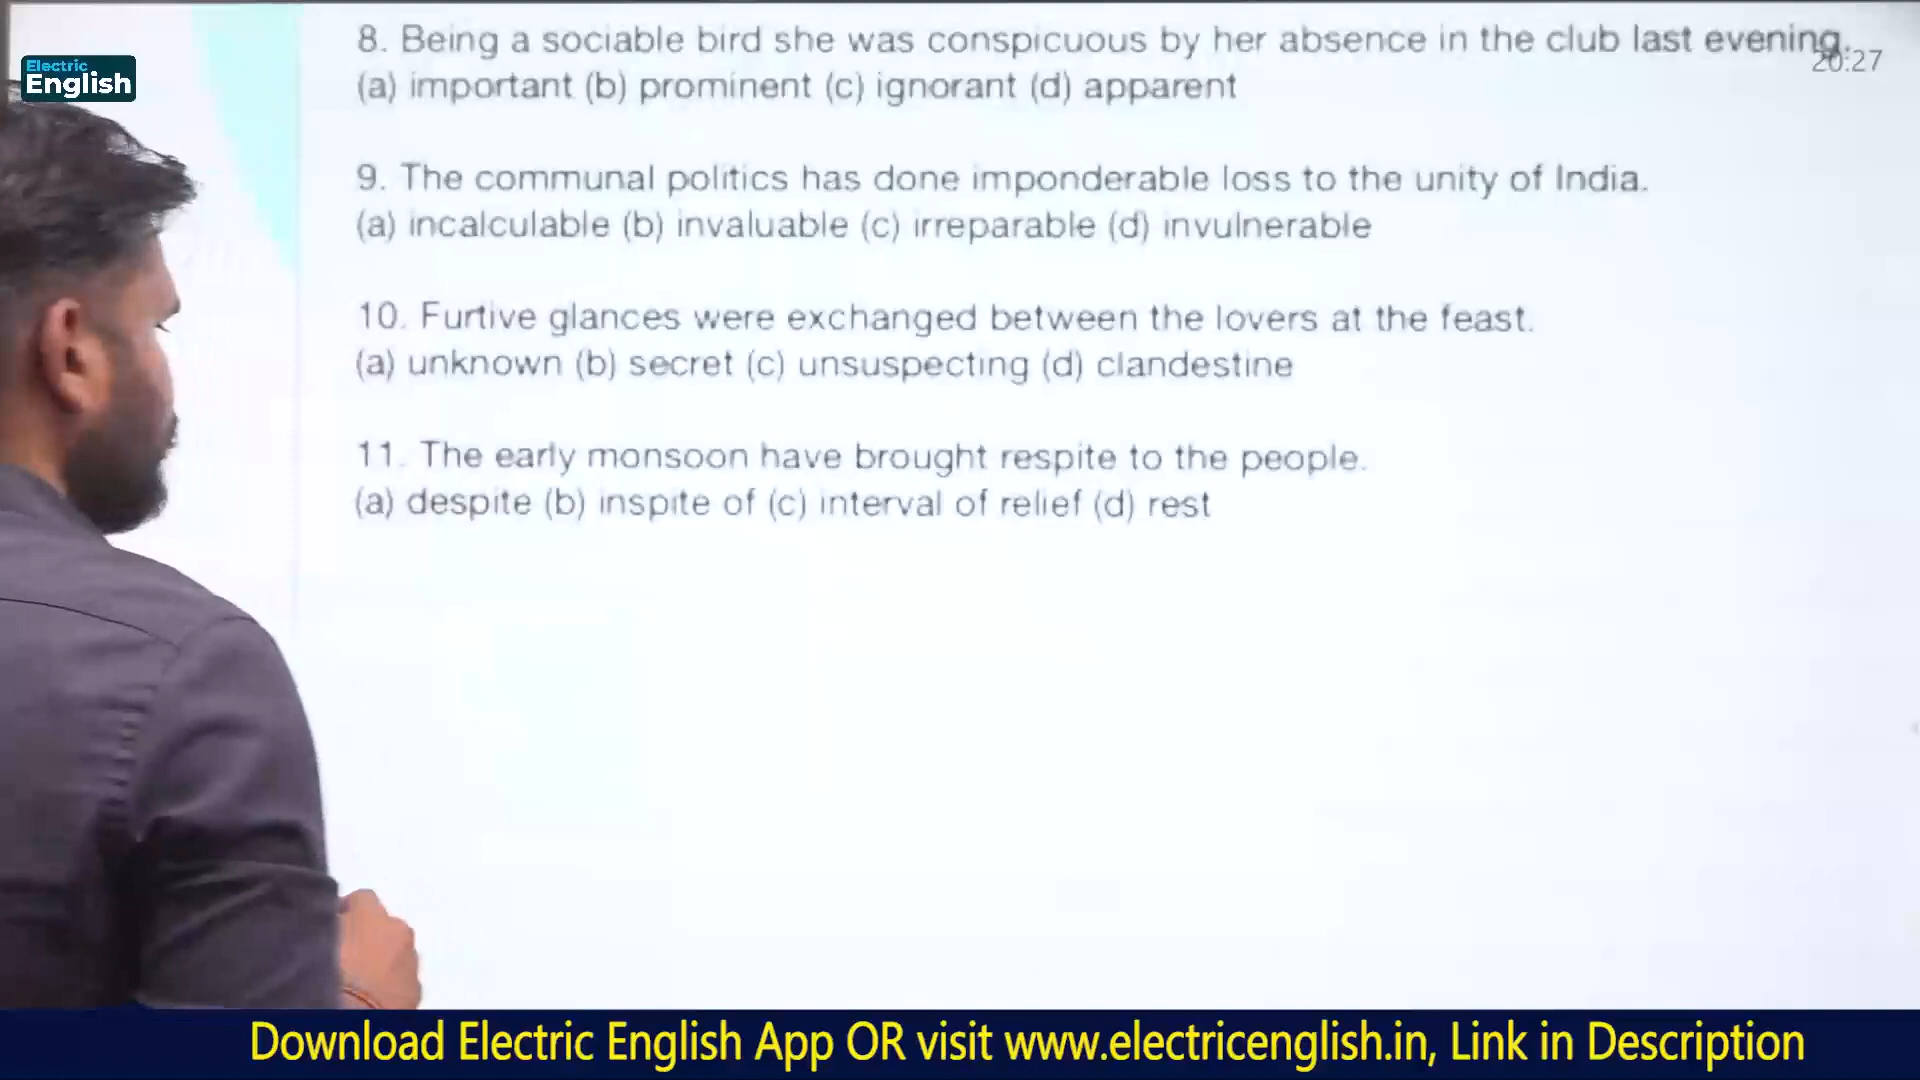 Electric
English
8. Being a sociable bird she was conspicuous by her absence in the club last evening.
20:27
(a) important (b) prominent (c) ignorant (d) apparent
9. The communal politics has done imponderable loss to the unity of India.
(a) incalculable (b) invaluable (c) irreparable (d) invulnerable
10. Furtive glances were exchanged between the lovers at the feast.
(a) unknown (b) secret (c) unsuspecting (d) clandestine
11. The early monsoon have brought respite to the people.
(a) despite (b) inspite of (c) interval of relief (d) rest
Download Electric English App OR visit www.electricenglish.in, Link in Description